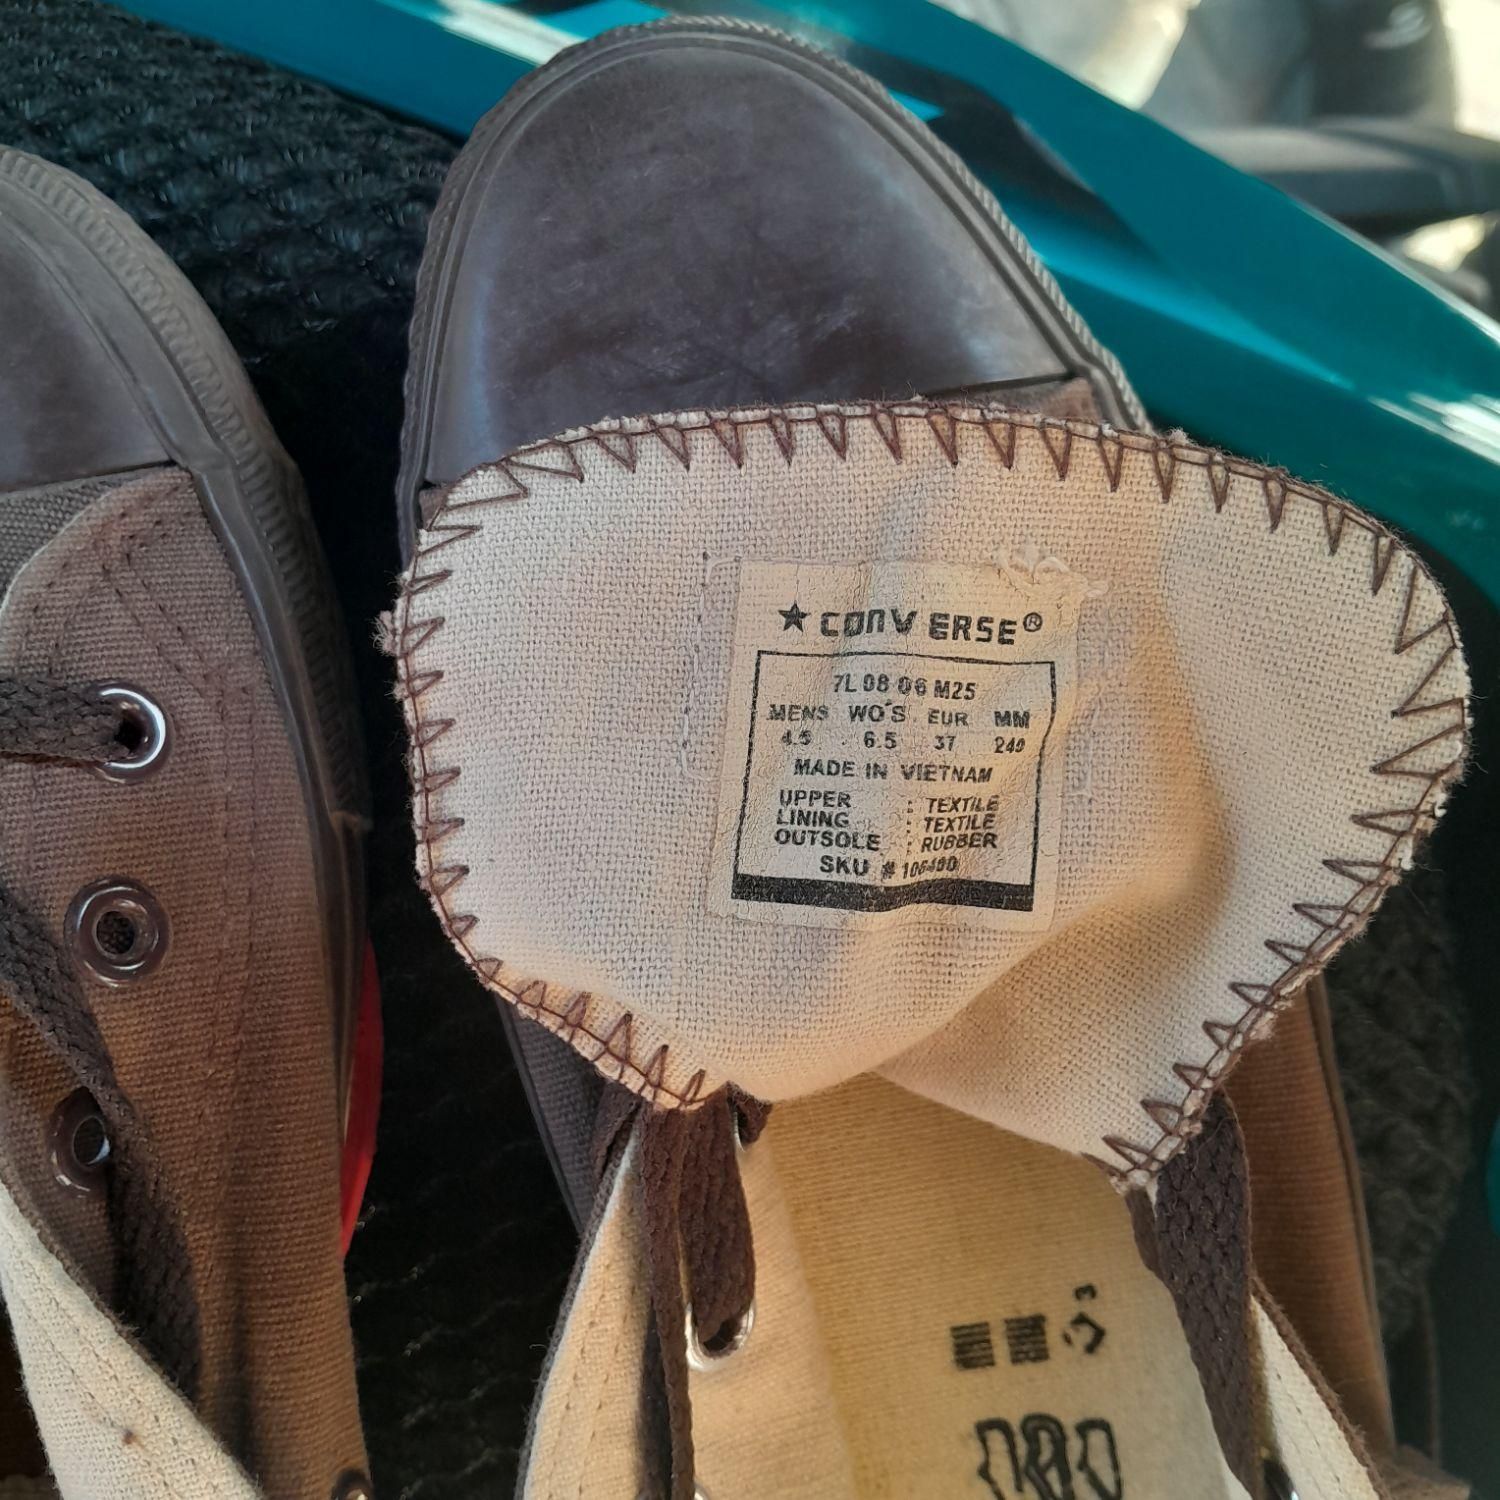 ★ CONVERSE®
7L 08 06 M25
MENS WO'S EUR MM
4.5 6.5 37 240
MADE IN VIETNAM
UPPER : TEXTILE
LINING : TEXTILE
OUTSOLE : RUBBER
SKU #
3